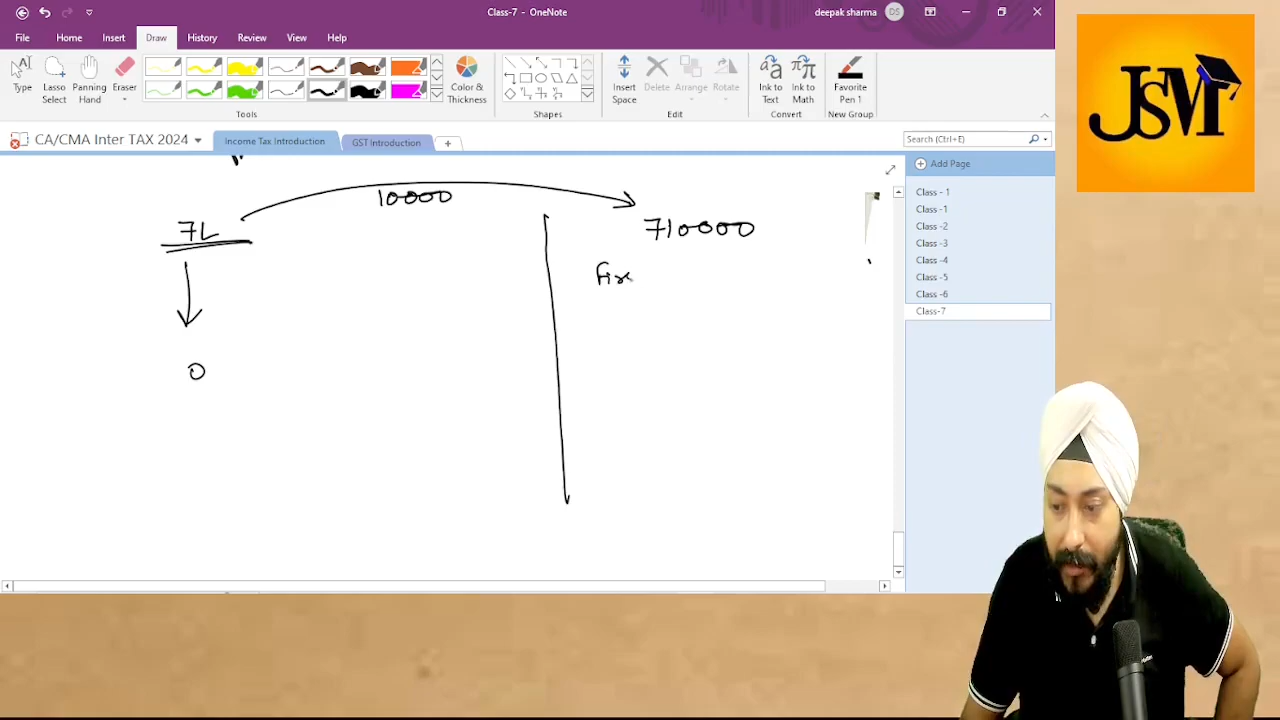 Class-7 - OneNote
deepak sharma DS
File Home Insert Draw History Review View Help
Type
Lasso Select
Panning Hand
Eraser
Color & Thickness
Insert Space
Delete
Arrange
Rotate
Ink to Text
Ink to Math
Favorite Pen 1
Tools
Shapes
Edit
Convert
New Group
CA/CMA Inter TAX 2024
Income Tax Introduction
GST Introduction
Search (Ctrl+E)
Add Page
Class - 1
Class -1
Class -2
Class -3
Class -4
Class -5
Class -6
Class-7
10000
7L
710000
Firs
0
JSM